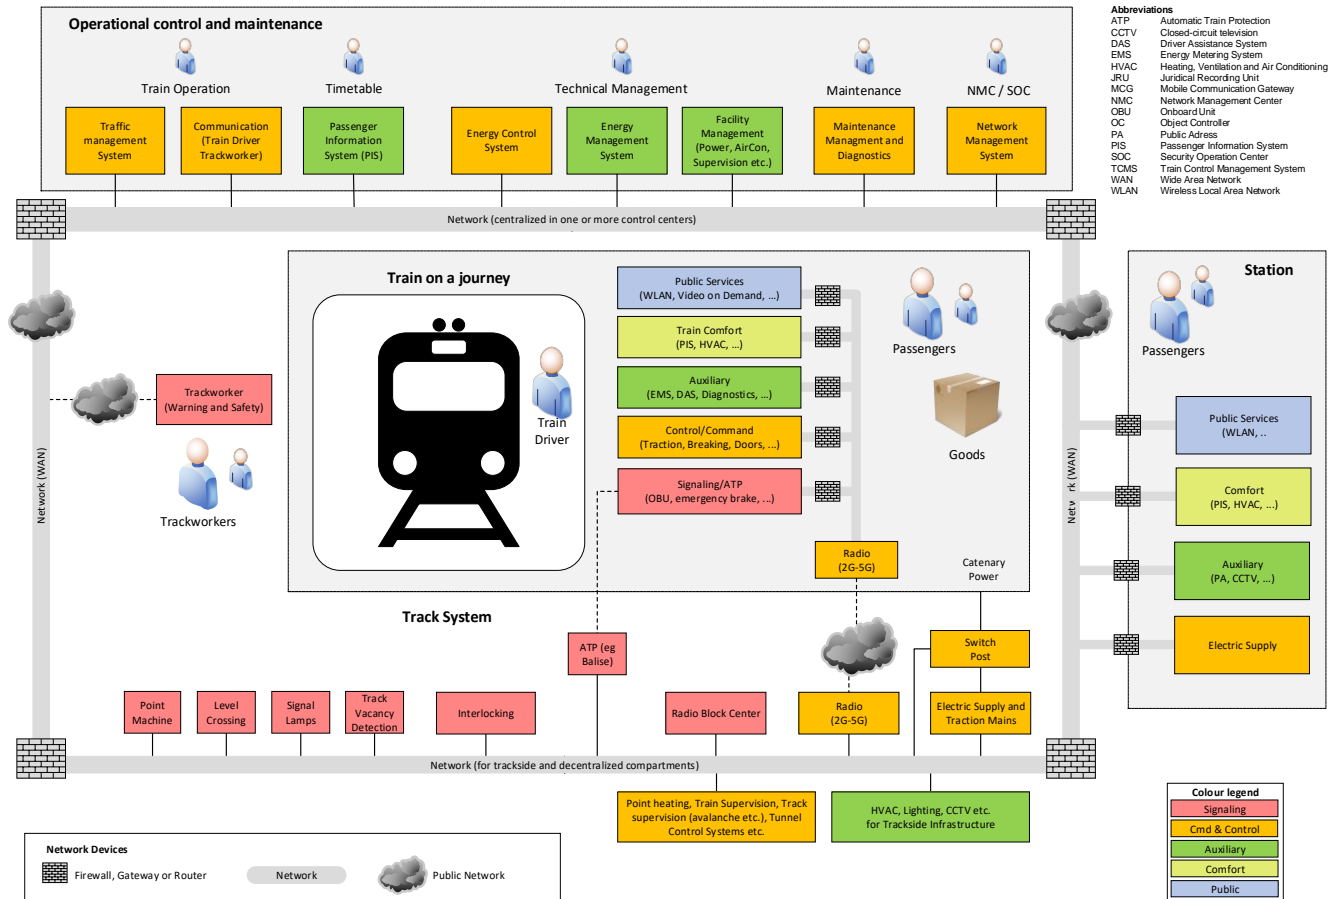 Operational control and maintenance
Train Operation
Timetable
Technical Management
Maintenance
NMC / SOC
Traffic
management
System
Communication
(Train Driver
Trackworker)
Passenger
Information
System (PIS)
Energy Control
System
Energy
Management
System
Facility
Management
(Power, AirCon,
Supervision etc.)
Maintenance
Managment and
Diagnostics
Network
Management
System
Abbreviations
ATP Automatic Train Protection
CCTV Closed-circuit television
DAS Driver Assistance System
EMS Energy Metering System
HVAC Heating, Ventilation and Air Conditioning
JRU Juridical Recording Unit
MCG Mobile Communication Gateway
NMC Network Management Center
OBU Onboard Unit
OC Object Controller
PA Public Adress
PIS Passenger Information System
SOC Security Operation Center
TCMS Train Control Management System
WAN Wide Area Network
WLAN Wireless Local Area Network
Network (centralized in one or more control centers)
Network (WAN)
Trackworker
(Warning and Safety)
Trackworkers
Train on a journey
Train
Driver
Public Services
(WLAN, Video on Demand, ...)
Train Comfort
(PIS, HVAC, ...)
Auxiliary
(EMS, DAS, Diagnostics, ...)
Control/Command
(Traction, Breaking, Doors, ...)
Signaling/ATP
(OBU, emergency brake, ...)
Passengers
Goods
Radio
(2G-5G)
Catenary
Power
Netv rk (WAN)
Station
Passengers
Public Services
(WLAN, ..
Comfort
(PIS, HVAC, ...)
Auxiliary
(PA, CCTV, ...)
Electric Supply
Track System
ATP (eg
Balise)
Switch
Post
Point
Machine
Level
Crossing
Signal
Lamps
Track
Vacancy
Detection
Interlocking
Radio Block Center
Radio
(2G-5G)
Electric Supply and
Traction Mains
Network (for trackside and decentralized compartments)
Point heating, Train Supervision, Track
supervision (avalanche etc.), Tunnel
Control Systems etc.
HVAC, Lighting, CCTV etc.
for Trackside Infrastructure
Network Devices
Firewall, Gateway or Router
Network
Public Network
Colour legend
Signaling
Cmd & Control
Auxiliary
Comfort
Public